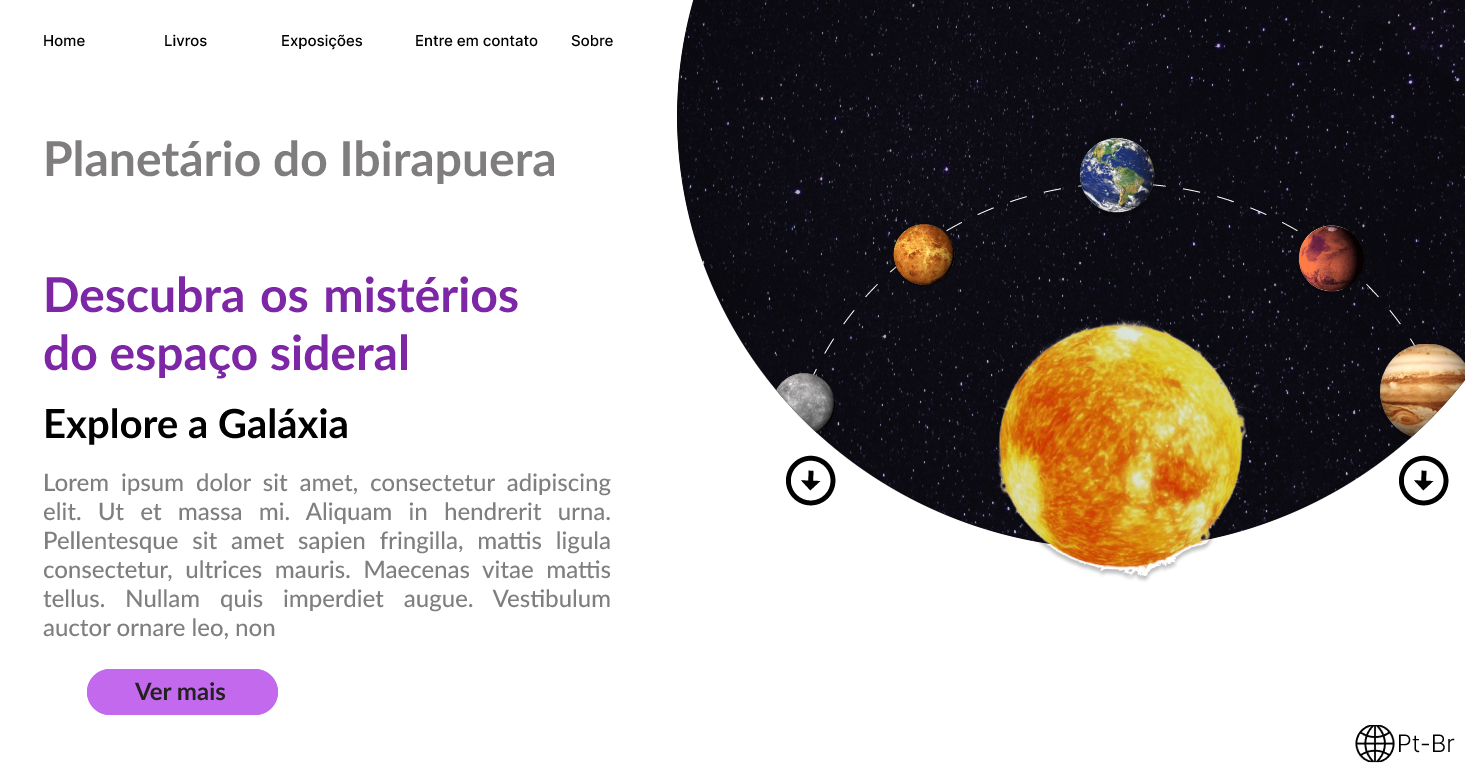 Home Livros Exposições Entre em contato Sobre
Planetário do Ibirapuera
Descubra os mistérios
do espaço sideral
Explore a Galáxia
Lorem ipsum dolor sit amet, consectetur adipiscing
elit. Ut et massa mi. Aliquam in hendrerit urna.
Pellentesque sit amet sapien fringilla, mattis ligula
consectetur, ultrices mauris. Maecenas vitae mattis
tellus. Nullam quis imperdiet augue. Vestibulum
auctor ornare leo, non
Ver mais
Pt-Br